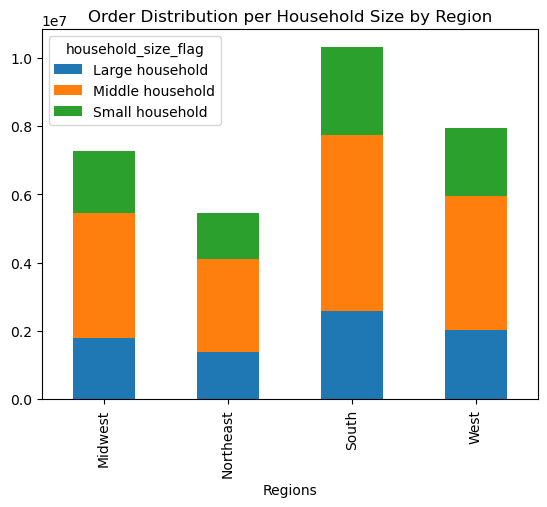 Order Distribution per Household Size by Region
1e7
household_size_flag
Large household
Middle household
Small household
1.0
0.8
0.6
0.4
0.2
0.0
Midwest
Northeast
South
West
Regions